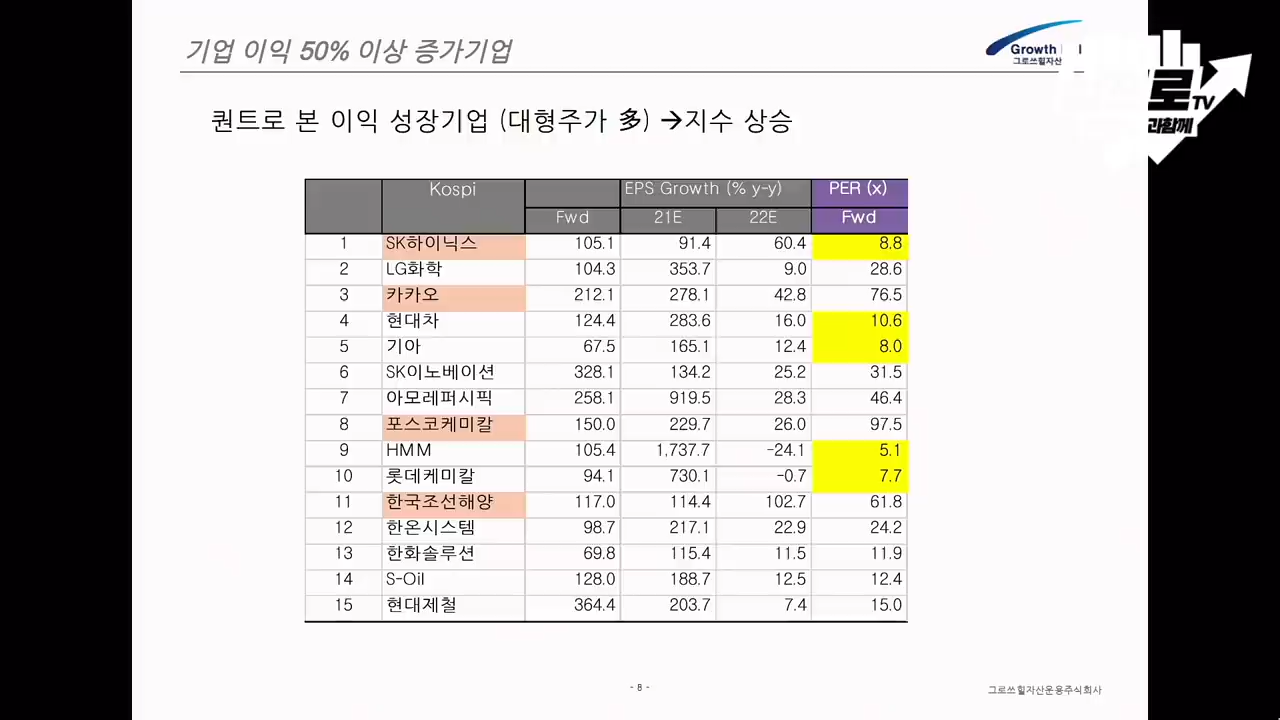 기업 이익 50% 이상 증가기업
Growth
그로쓰힐자산
로TV
과함께
퀀트로 본 이익 성장기업 (대형주가 多) →지수 상승
Kospi EPS Growth (% y-y) PER (x)
Fwd 21E 22E Fwd
1 SK하이닉스 105.1 91.4 60.4 8.8
2 LG화학 104.3 353.7 9.0 28.6
3 카카오 212.1 278.1 42.8 76.5
4 현대차 124.4 283.6 16.0 10.6
5 기아 67.5 165.1 12.4 8.0
6 SK이노베이션 328.1 134.2 25.2 31.5
7 아모레퍼시픽 258.1 919.5 28.3 46.4
8 포스코케미칼 150.0 229.7 26.0 97.5
9 HMM 105.4 1,737.7 -24.1 5.1
10 롯데케미칼 94.1 730.1 -0.7 7.7
11 한국조선해양 117.0 114.4 102.7 61.8
12 한온시스템 98.7 217.1 22.9 24.2
13 한화솔루션 69.8 115.4 11.5 11.9
14 S-Oil 128.0 188.7 12.5 12.4
15 현대제철 364.4 203.7 7.4 15.0
- 8 -
그로쓰힐자산운용주식회사